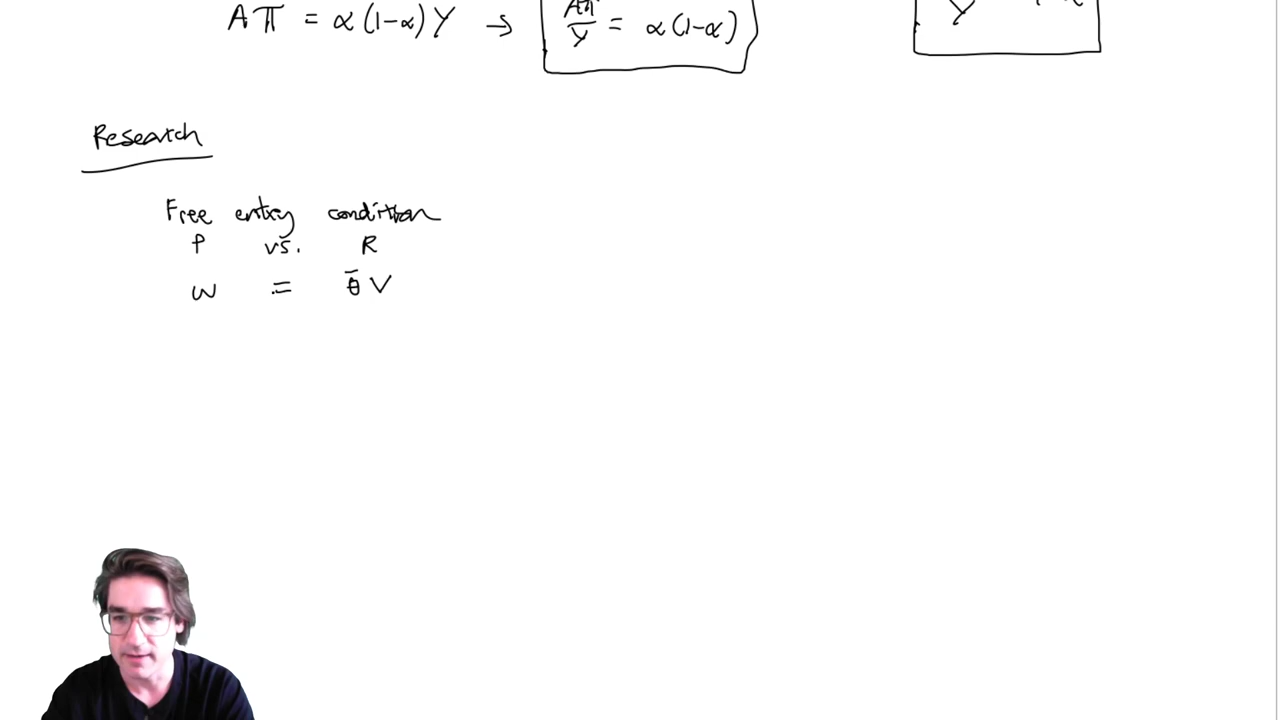 Aπ = α(1-α)Y → Aπ/Y = α(1-α)
Y
Research
Free entry condition
P vs. R
w = θ̄ V